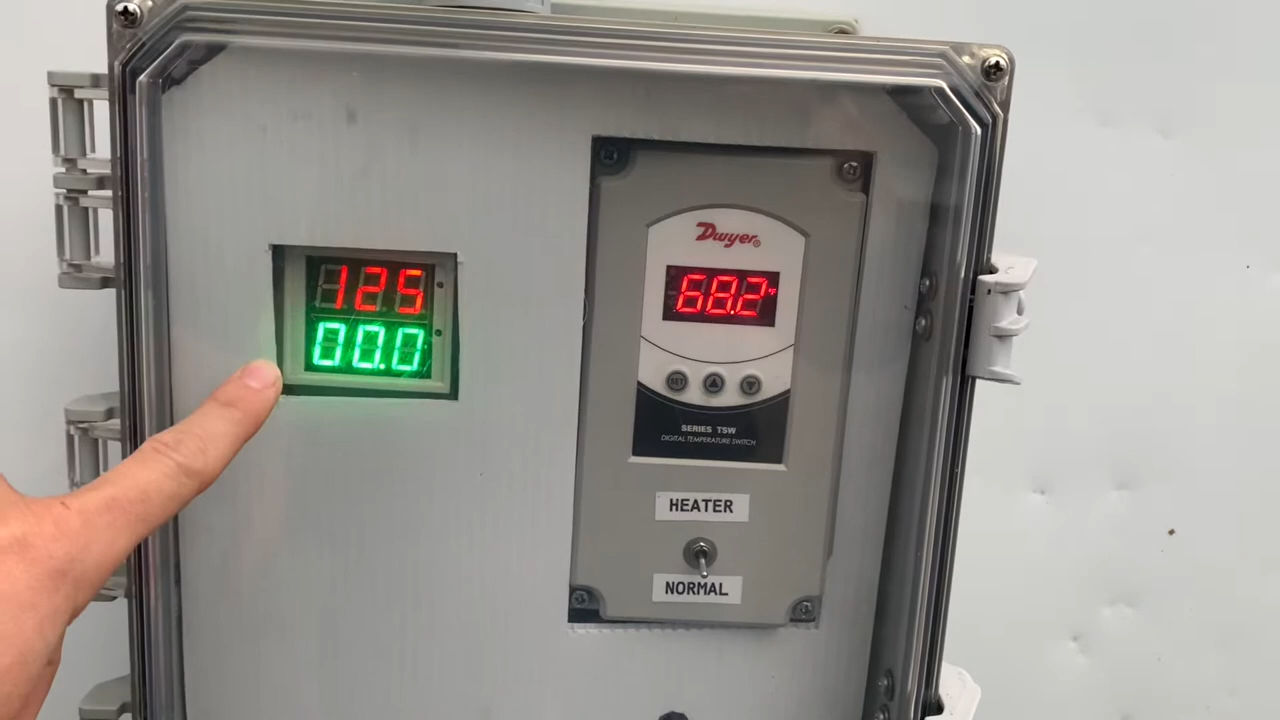 125
00.0
Dwyer®
68.2°F
SET
SERIES TSW
DIGITAL TEMPERATURE SWITCH
HEATER
NORMAL